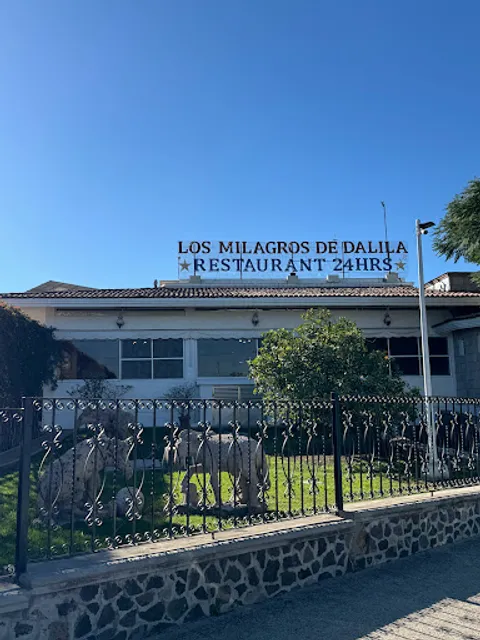 LOS MILAGROS DE DALILA
★RESTAURANT 24HRS★